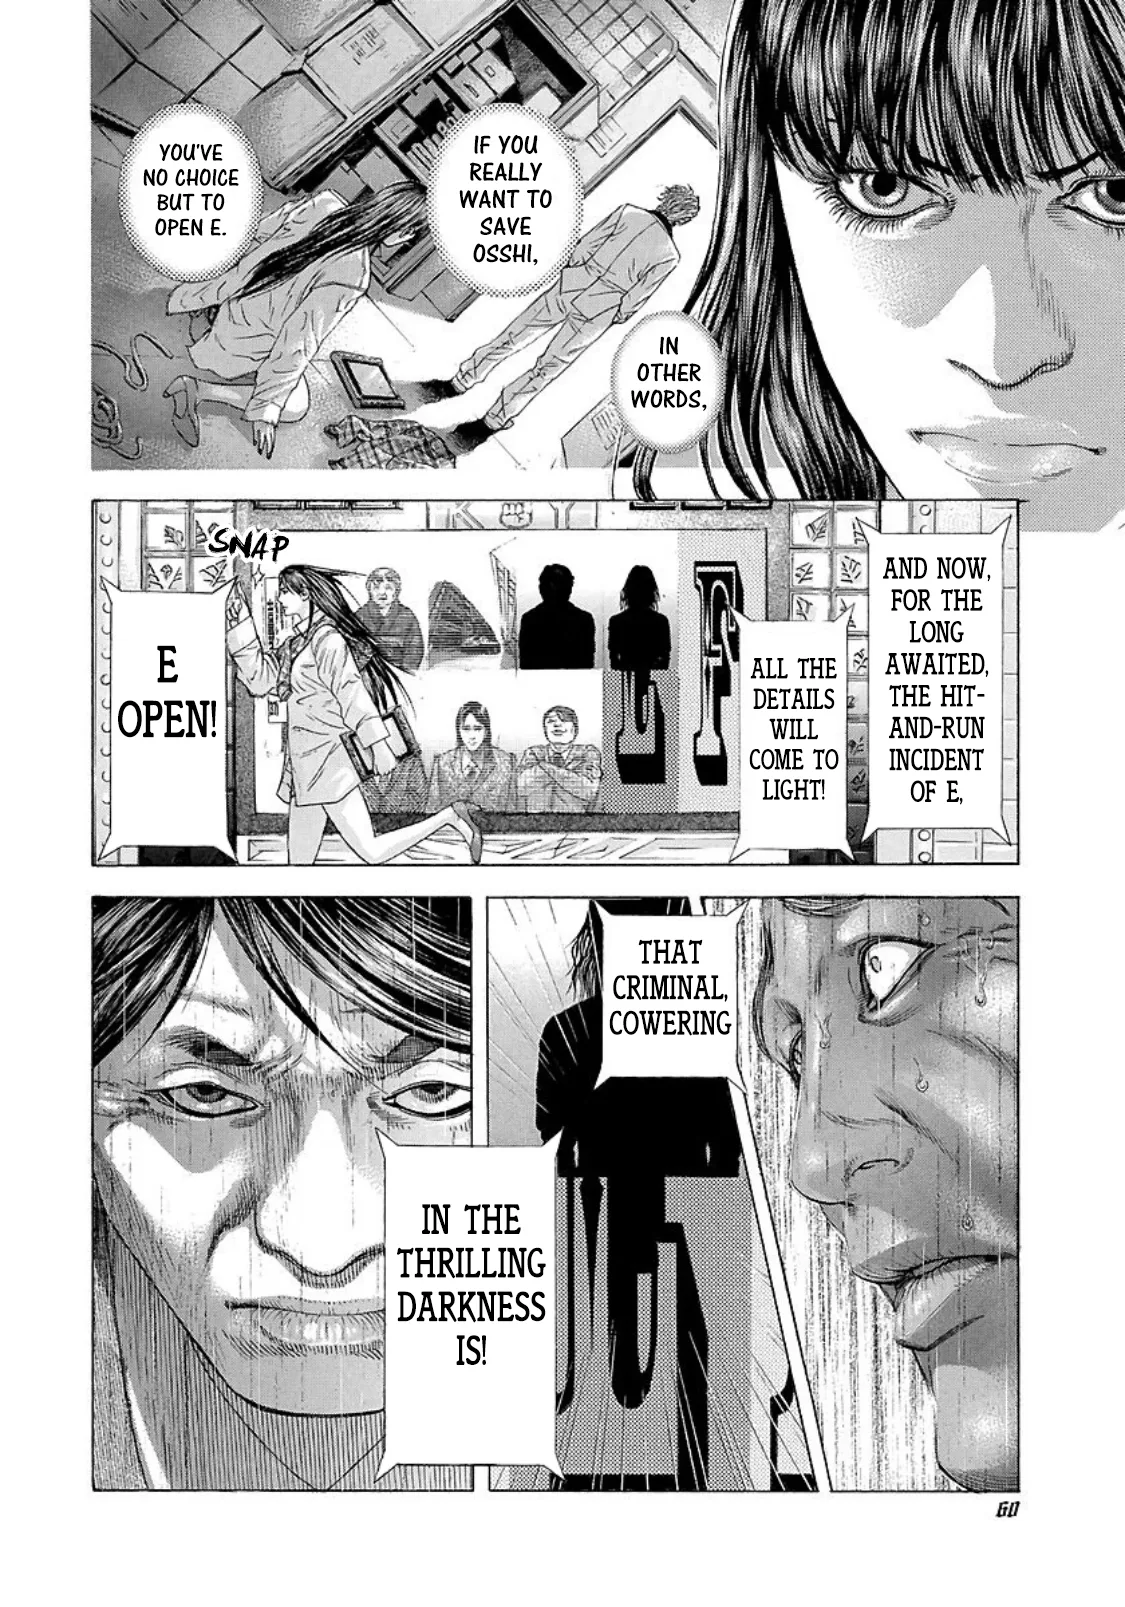 IN
OTHER
WORDS,
IF YOU
REALLY
WANT TO
SAVE
OSSHI,
YOU'VE
NO CHOICE
BUT TO
OPEN E.
K Y
AND NOW,
FOR THE
LONG
AWAITED,
THE HIT-
AND-RUN
INCIDENT
OF E,
ALL THE
DETAILS
WILL
COME TO
LIGHT!
SNAP
E
OPEN!
THAT
CRIMINAL,
COWERING
IN THE
THRILLING
DARKNESS
IS!
60